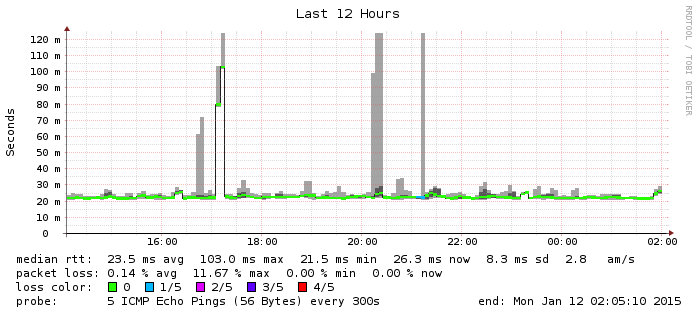 Last 12 Hours
RRDTOOL / TOBI OETIKER
Seconds
120 m
110 m
100 m
90 m
80 m
70 m
60 m
50 m
40 m
30 m
20 m
10 m
0
16:00 18:00 20:00 22:00 00:00 02:00
median rtt: 23.5 ms avg 103.0 ms max 21.5 ms min 26.3 ms now 8.3 ms sd 2.8 am/s
packet loss: 0.14 % avg 11.67 % max 0.00 % min 0.00 % now
loss color: 0 1/5 2/5 3/5 4/5
probe: 5 ICMP Echo Pings (56 Bytes) every 300s end: Mon Jan 12 02:05:10 2015